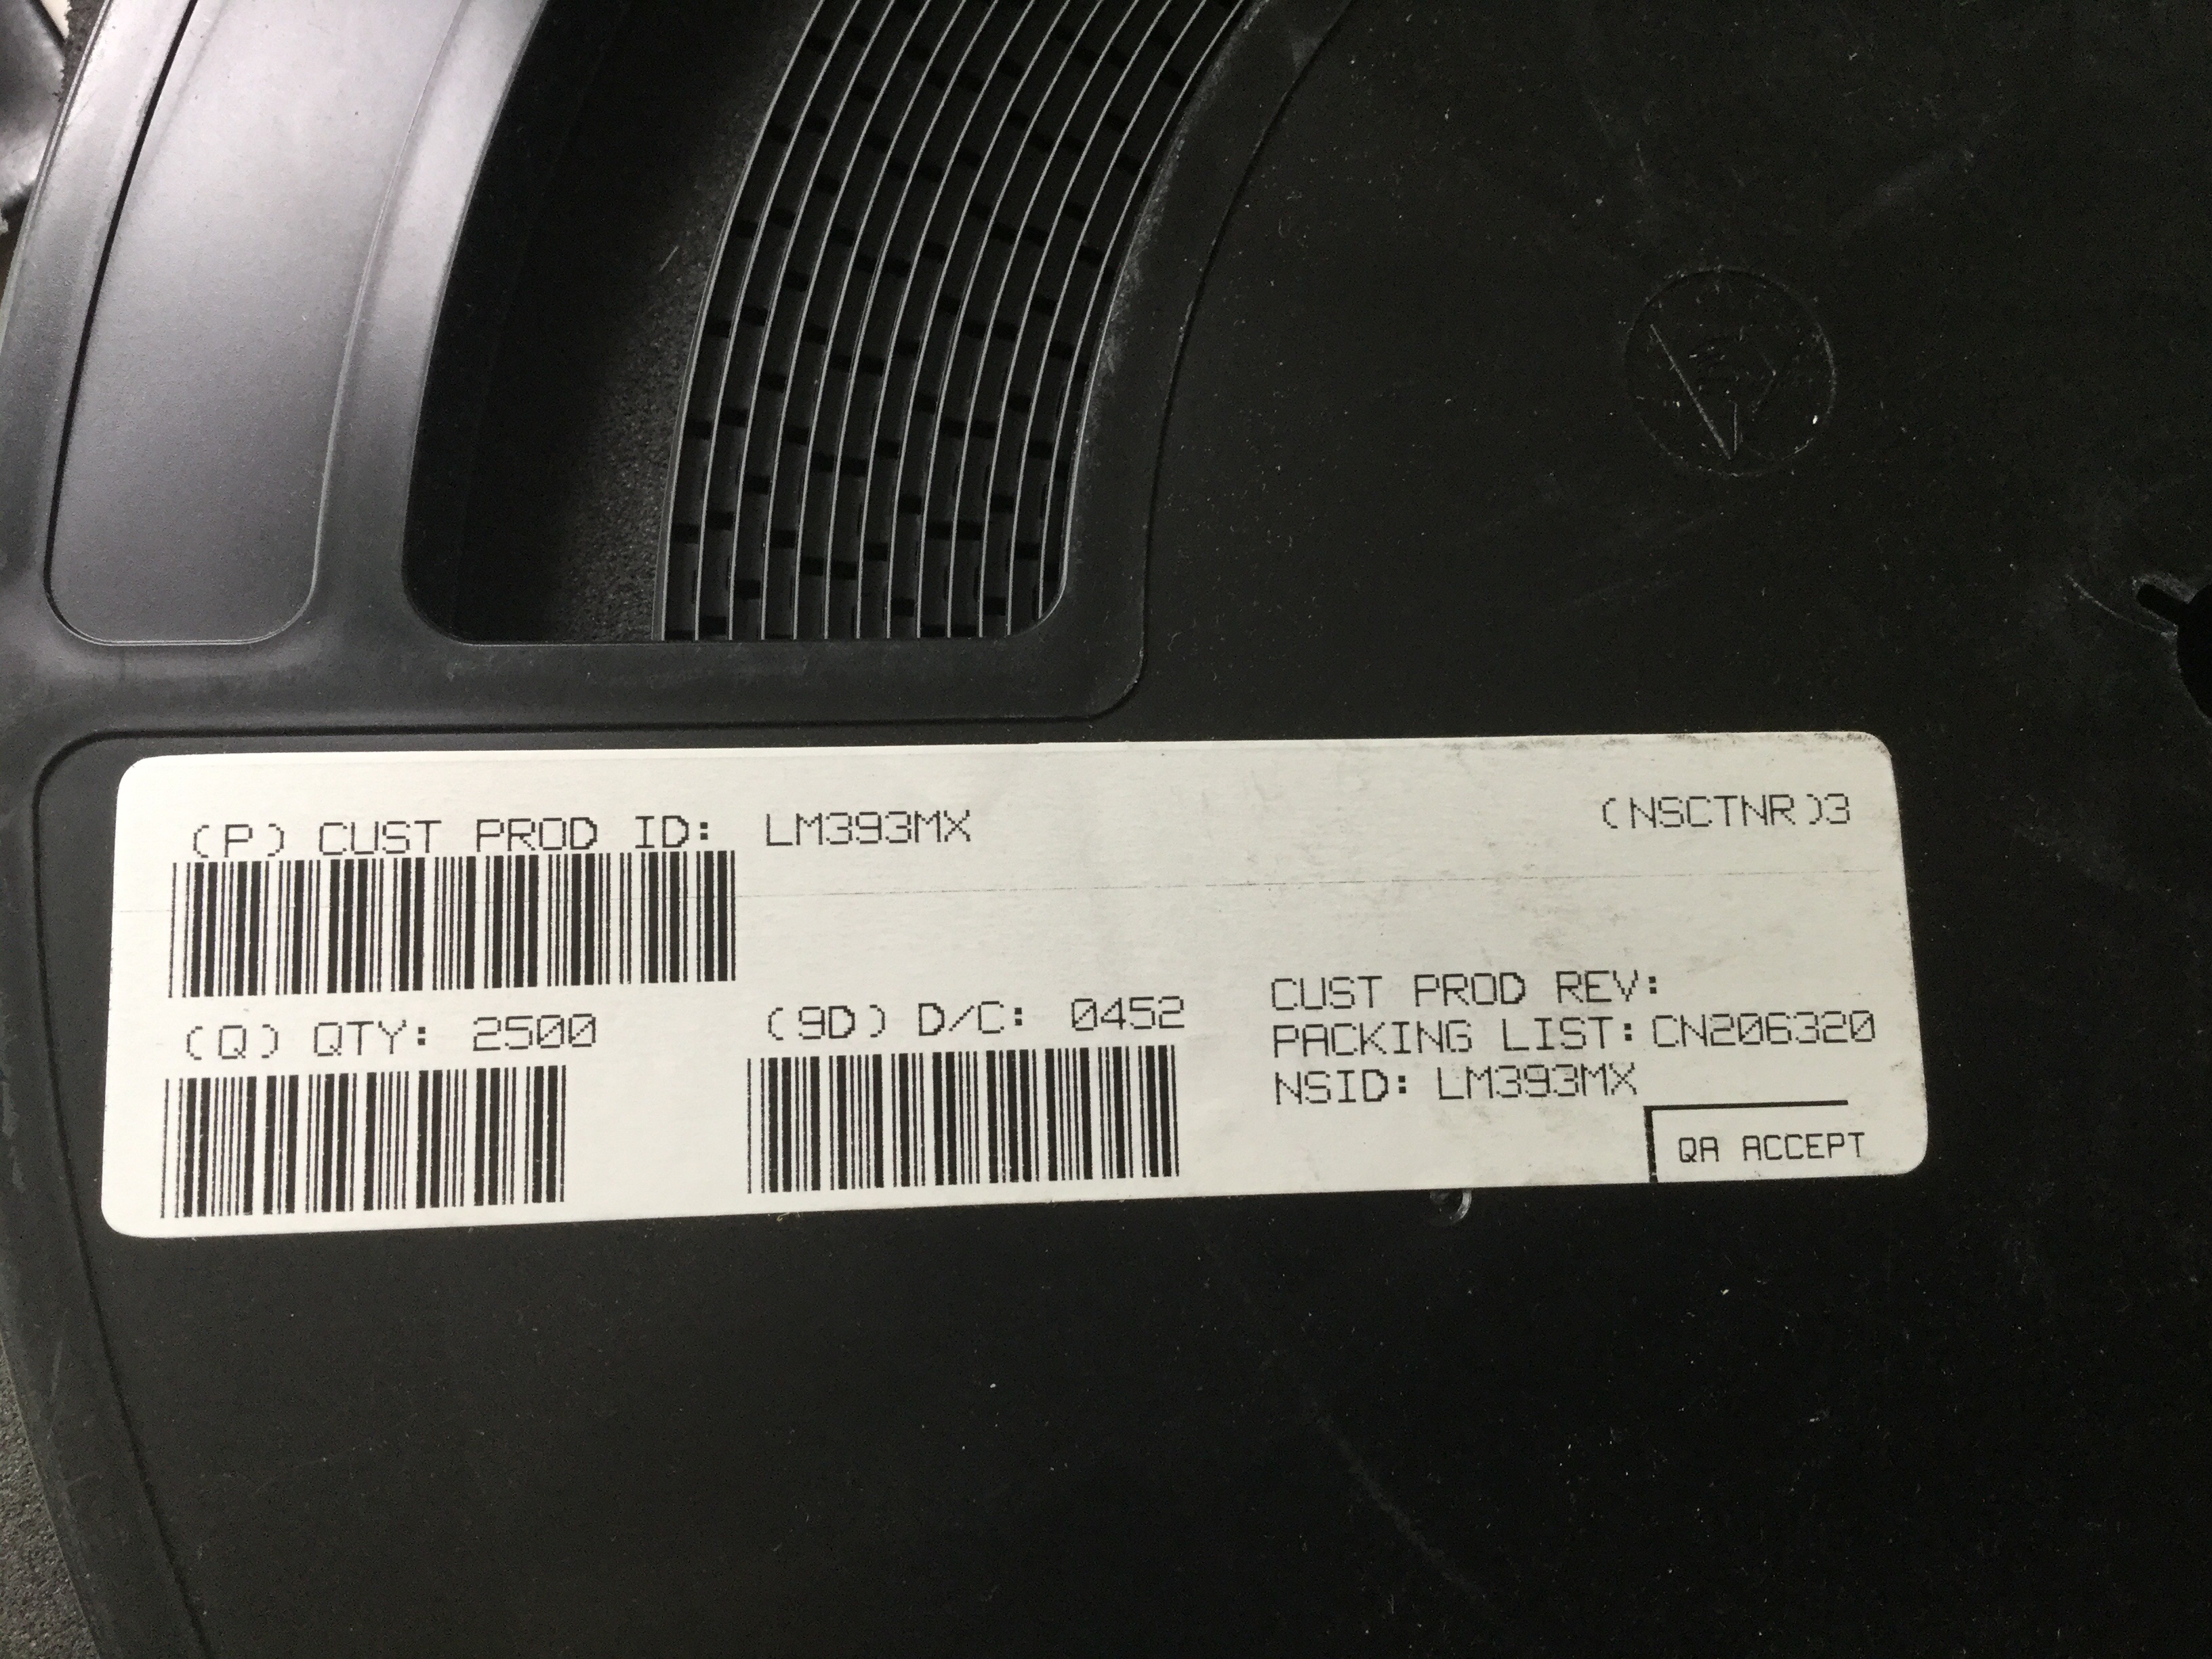 (P) CUST PROD ID: LM393MX
(NSCTNR)3
(Q) QTY: 2500
(9D) D/C: 0452
CUST PROD REV:
PACKING LIST: CN206320
NSID: LM393MX
QA ACCEPT